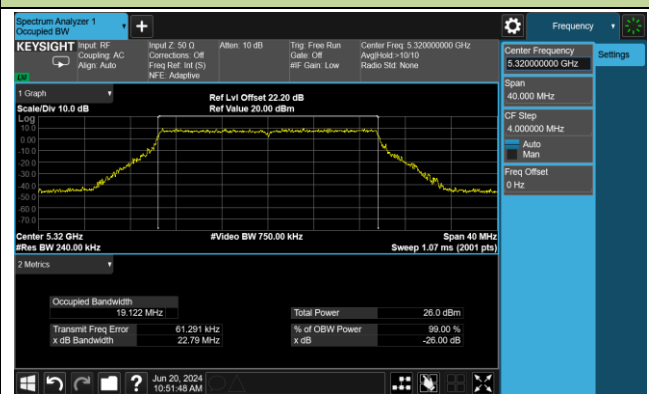 Spectrum Analyzer 1
Occupied BW
Frequency
KEYSIGHT
Input: RF
Coupling: AC
Align: Auto
Input Z: 50 Ω
Corrections: Off
Freq Ref: Int (S)
NFE: Adaptive
Atten: 10 dB
Trig: Free Run
Gate: Off
#IF Gain: Low
Center Freq: 5.320000000 GHz
Avg|Hold:>10/10
Radio Std: None
LXI
Center Frequency
5.320000000 GHz
Settings
Span
40.000 MHz
CF Step
4.000000 MHz
Auto
Man
Freq Offset
0 Hz
1 Graph
Scale/Div 10.0 dB
Ref Lvl Offset 22.20 dB
Ref Value 20.00 dBm
Log
10.0
0.00
-10.0
-20.0
-30.0
-40.0
-50.0
-60.0
-70.0
Center 5.32 GHz
#Video BW 750.00 kHz
Span 40 MHz
#Res BW 240.00 kHz
Sweep 1.07 ms (2001 pts)
2 Metrics
Occupied Bandwidth
19.122 MHz
Total Power 26.0 dBm
Transmit Freq Error 61.291 kHz
% of OBW Power 99.00 %
x dB Bandwidth 22.79 MHz
x dB -26.00 dB
?
Jun 20, 2024
10:51:48 AM